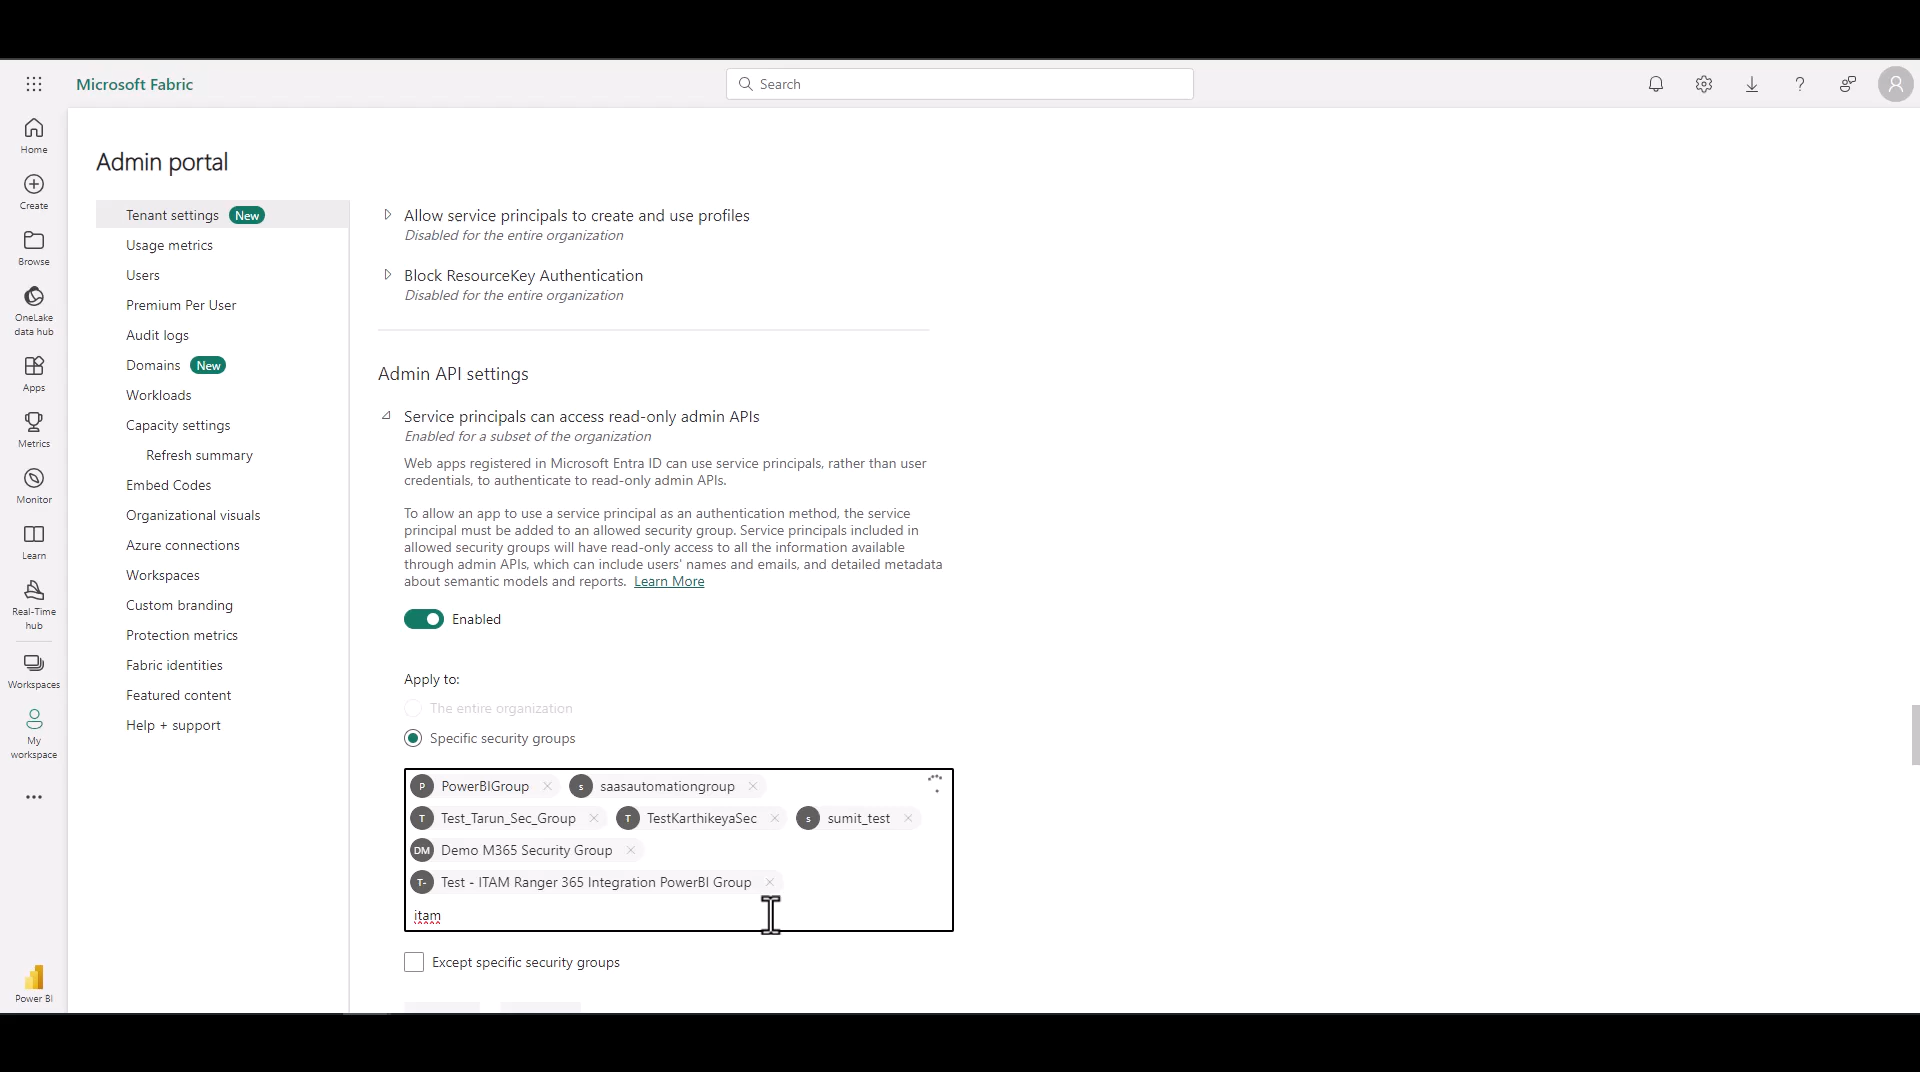 Microsoft Fabric
Search
Home
Create
Browse
OneLake
data hub
Apps
Metrics
Monitor
Learn
Real-Time
hub
Workspaces
My
workspace
Power BI
Admin portal
Tenant settings New
Usage metrics
Users
Premium Per User
Audit logs
Domains New
Workloads
Capacity settings
Refresh summary
Embed Codes
Organizational visuals
Azure connections
Workspaces
Custom branding
Protection metrics
Fabric identities
Featured content
Help + support
Allow service principals to create and use profiles
Disabled for the entire organization
Block ResourceKey Authentication
Disabled for the entire organization
Admin API settings
Service principals can access read-only admin APIs
Enabled for a subset of the organization
Web apps registered in Microsoft Entra ID can use service principals, rather than user
credentials, to authenticate to read-only admin APIs.
To allow an app to use a service principal as an authentication method, the service
principal must be added to an allowed security group. Service principals included in
allowed security groups will have read-only access to all the information available
through admin APIs, which can include users' names and emails, and detailed metadata
about semantic models and reports. Learn More
Enabled
Apply to:
The entire organization
Specific security groups
P PowerBIGroup s saasautomationgroup
T Test_Tarun_Sec_Group T TestKarthikeyaSec s sumit_test
DM Demo M365 Security Group
T- Test - ITAM Ranger 365 Integration PowerBI Group
itam
Except specific security groups